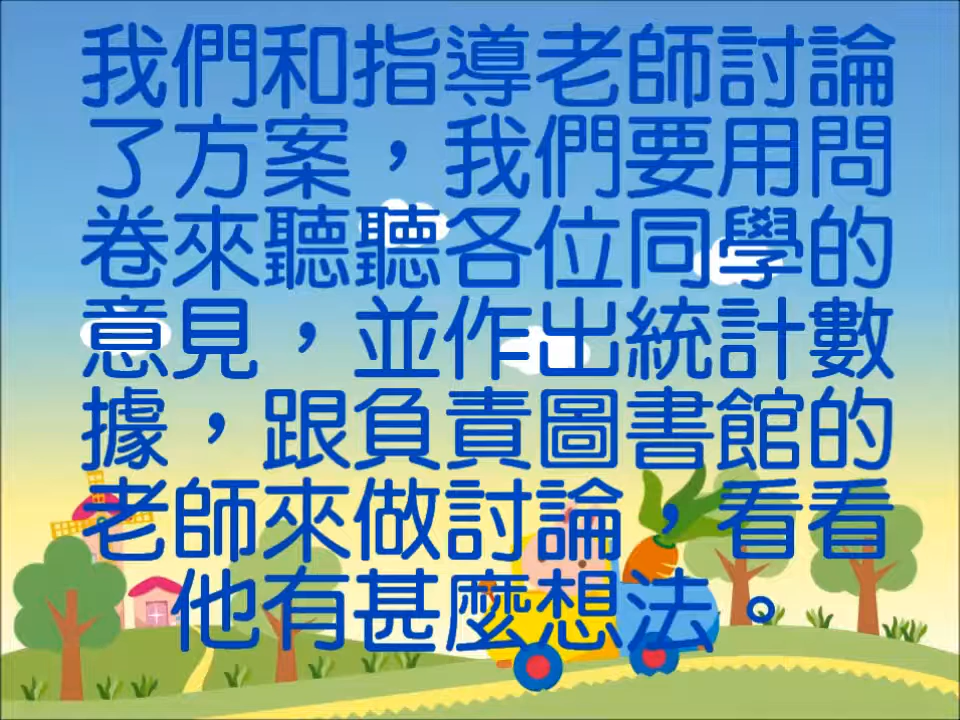 我們和指導老師討論
了方案，我們要用問
卷來聽聽各位同學的
意見，並作出統計數
據，跟負責圖書館的
老師來做討論，看看
他有甚麼想法。